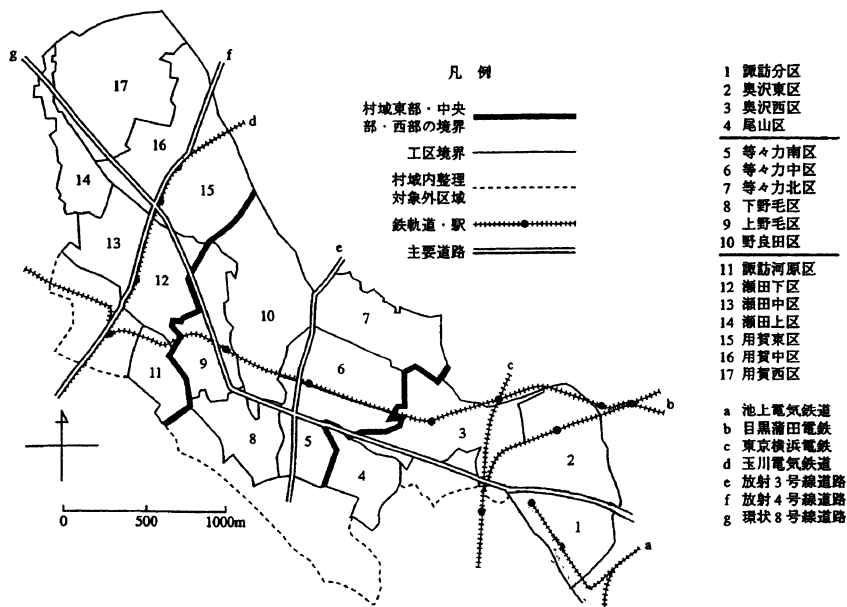 凡 例
村域東部・中央
部・西部の境界
工区境界
村域内整理
対象外区域
鉄軌道・駅
主要道路
1 諏訪分区
2 奥沢東区
3 奥沢西区
4 尾山区
5 等々力南区
6 等々力中区
7 等々力北区
8 下野毛区
9 上野毛区
10 野良田区
11 諏訪河原区
12 瀬田下区
13 瀬田中区
14 瀬田上区
15 用賀東区
16 用賀中区
17 用賀西区
a 池上電気鉄道
b 目黒蒲田電鉄
c 東京横浜電鉄
d 玉川電気鉄道
e 放射3号線道路
f 放射4号線道路
g 環状8号線道路
g
f
17
d
16
14
15
13
e
12
10
7
9
6
c
11
b
3
8
5
2
4
1
a
0 500 1000m